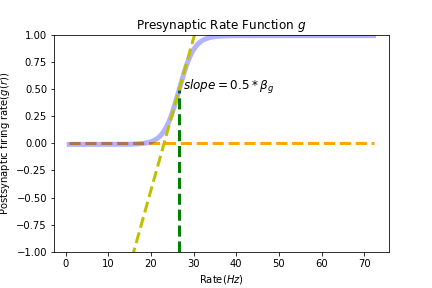 Presynaptic Rate Function g
Postsynaptic firing rate(g(r))
1.00
0.75
0.50
0.25
0.00
−0.25
−0.50
−0.75
−1.00
slope = 0.5 * β_g
0 10 20 30 40 50 60 70
Rate(Hz)